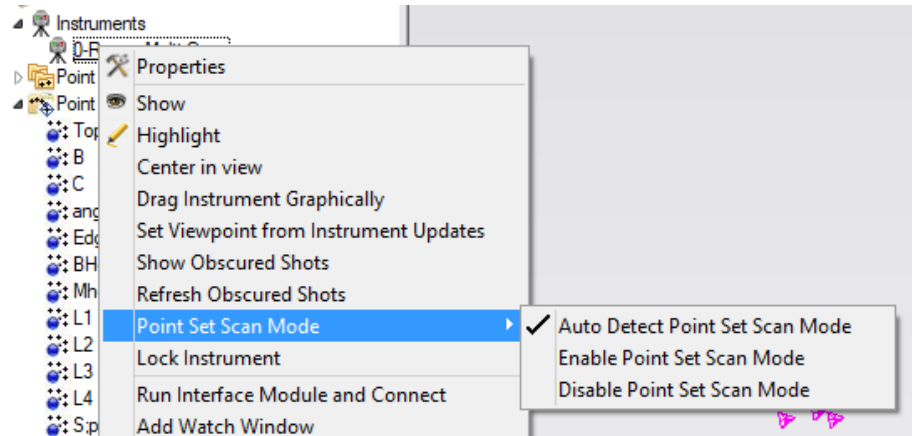 Instruments
Properties
Point
Point
Show
Top
Highlight
B
Center in view
C
Drag Instrument Graphically
ang
Set Viewpoint from Instrument Updates
Edg
BH
Show Obscured Shots
Mh
Refresh Obscured Shots
L1
Point Set Scan Mode
Auto Detect Point Set Scan Mode
L2
Lock Instrument
Enable Point Set Scan Mode
L3
Disable Point Set Scan Mode
L4
Run Interface Module and Connect
S;p
Add Watch Window